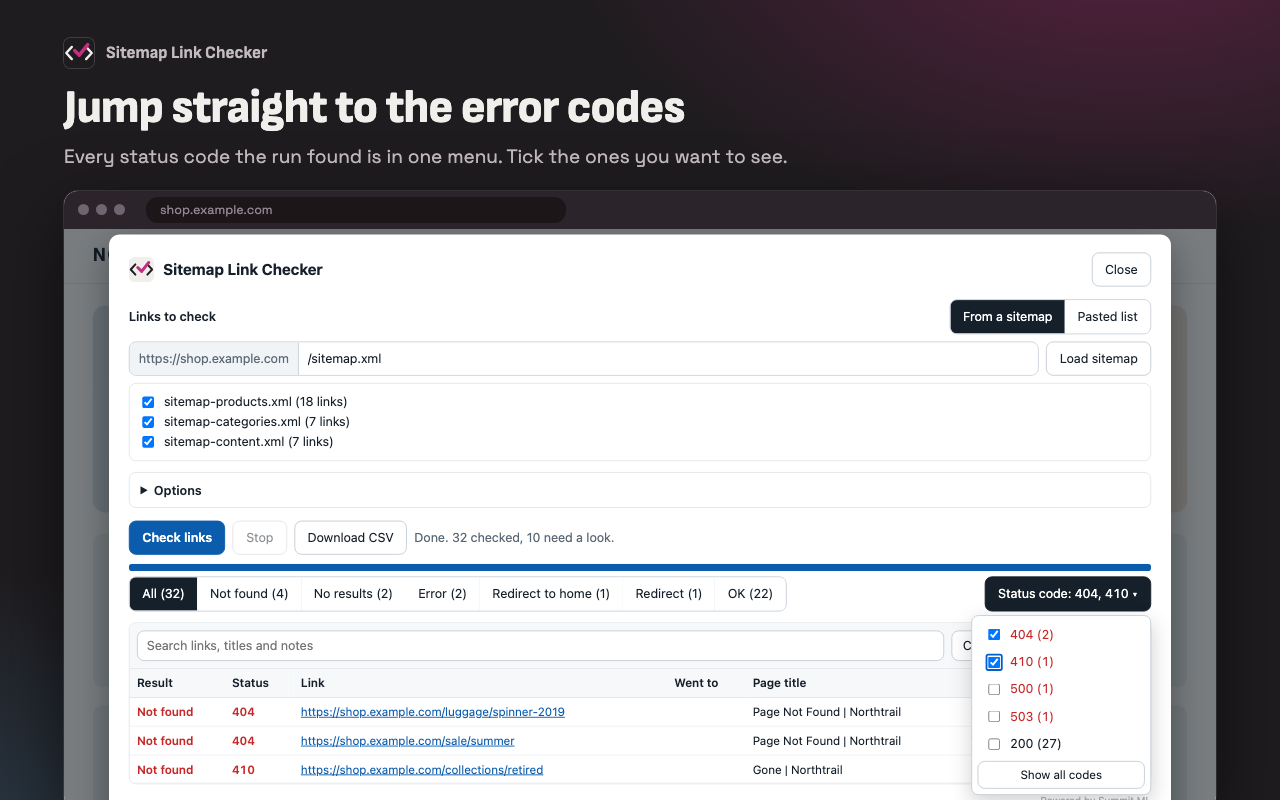 Sitemap Link Checker
Jump straight to the error codes
Every status code the run found is in one menu. Tick the ones you want to see.
shop.example.com
Sitemap Link Checker
Close
Links to check
From a sitemap
Pasted list
https://shop.example.com
/sitemap.xml
Load sitemap
sitemap-products.xml (18 links)
sitemap-categories.xml (7 links)
sitemap-content.xml (7 links)
Options
Check links
Stop
Download CSV
Done. 32 checked, 10 need a look.
All (32)
Not found (4)
No results (2)
Error (2)
Redirect to home (1)
Redirect (1)
OK (22)
Status code: 404, 410
Search links, titles and notes
404 (2)
410 (1)
500 (1)
503 (1)
200 (27)
Show all codes
Result Status Link Went to Page title
Not found 404 https://shop.example.com/luggage/spinner-2019 Page Not Found | Northtrail
Not found 404 https://shop.example.com/sale/summer Page Not Found | Northtrail
Not found 410 https://shop.example.com/collections/retired Gone | Northtrail